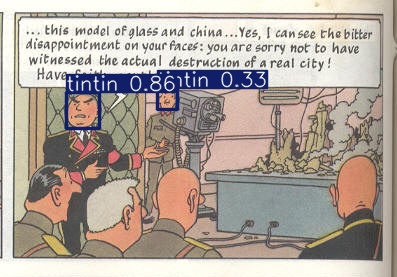 ... this model of glass and china... Yes, I can see the bitter
disappointment on your faces: you are sorry not to have
witnessed the actual destruction of a real city!
Have
tintin 0.86
tin 0.33